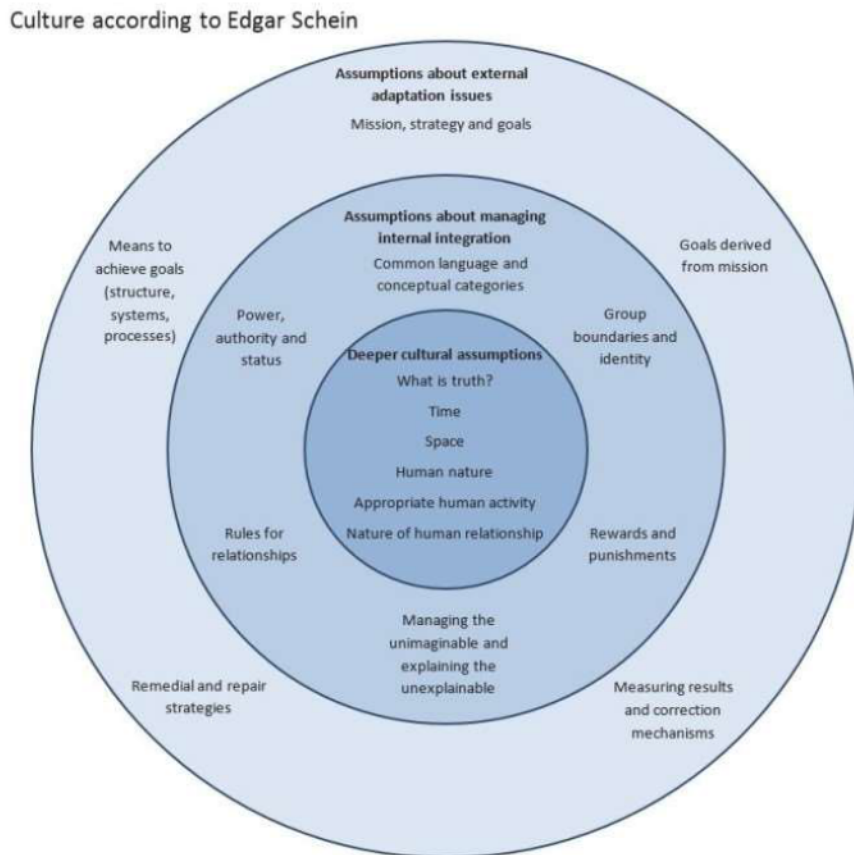 Culture according to Edgar Schein
Assumptions about external
adaptation issues
Mission, strategy and goals
Means to
achieve goals
(structure,
systems,
processes)
Goals derived
from mission
Assumptions about managing
internal integration
Common language and
conceptual categories
Power,
authority and
status
Group
boundaries and
identity
Deeper cultural assumptions
What is truth?
Time
Space
Human nature
Appropriate human activity
Nature of human relationship
Rules for
relationships
Rewards and
punishments
Managing the
unimaginable and
explaining the
unexplainable
Remedial and repair
strategies
Measuring results
and correction
mechanisms